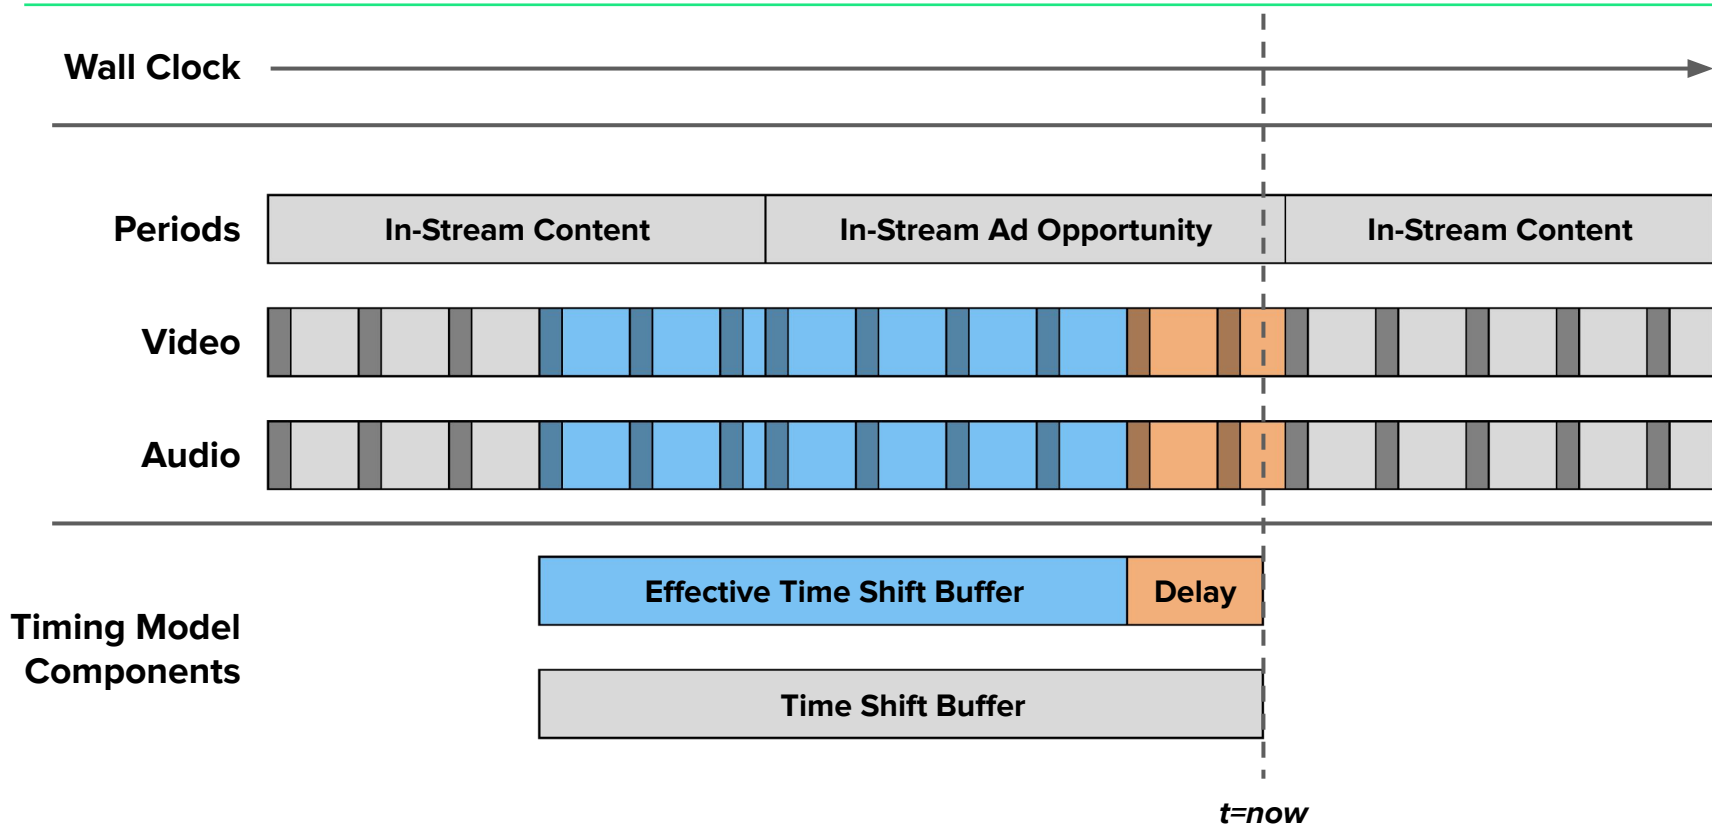 Wall Clock
Periods
In-Stream Content
In-Stream Ad Opportunity
In-Stream Content
Video
Audio
Timing Model
Components
Effective Time Shift Buffer
Delay
Time Shift Buffer
t=now